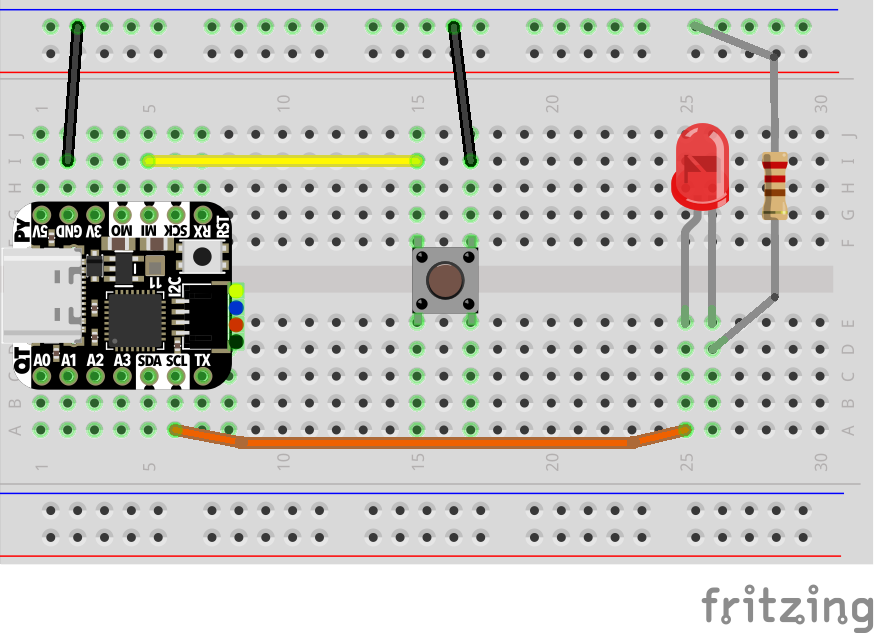 1 5 10 15 20 25 30
J J
I I
H H
G G
F
PY
5V GND 3V MO MI SCK RX RST
I2C
E
D
QT
A0 A1 A2 A3 SDA SCL TX
C
B B
A A
1 5 10 15 20 25 30
fritzing